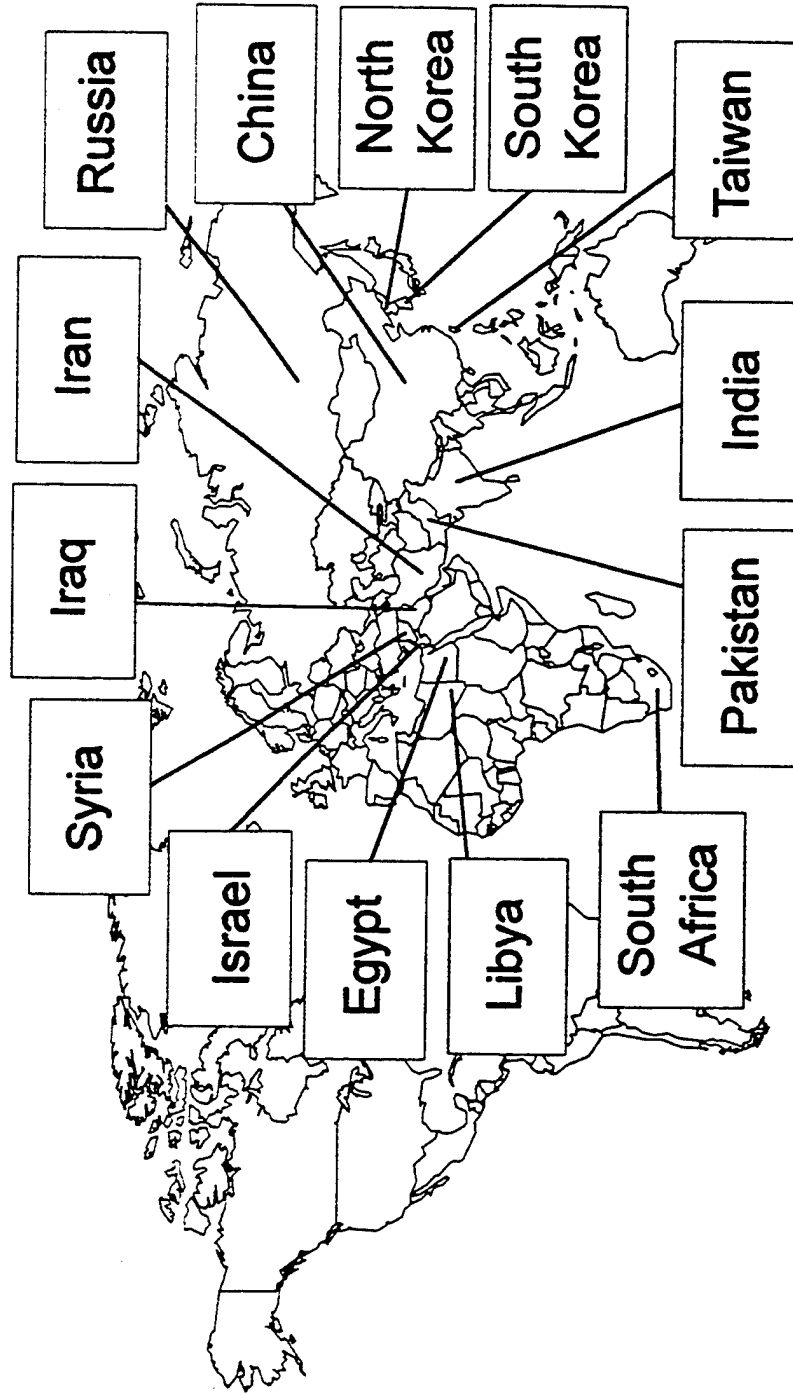 Syria
Iraq
Iran
Russia
Israel
China
Egypt
North
Korea
Libya
South
Korea
South
Africa
Pakistan
India
Taiwan